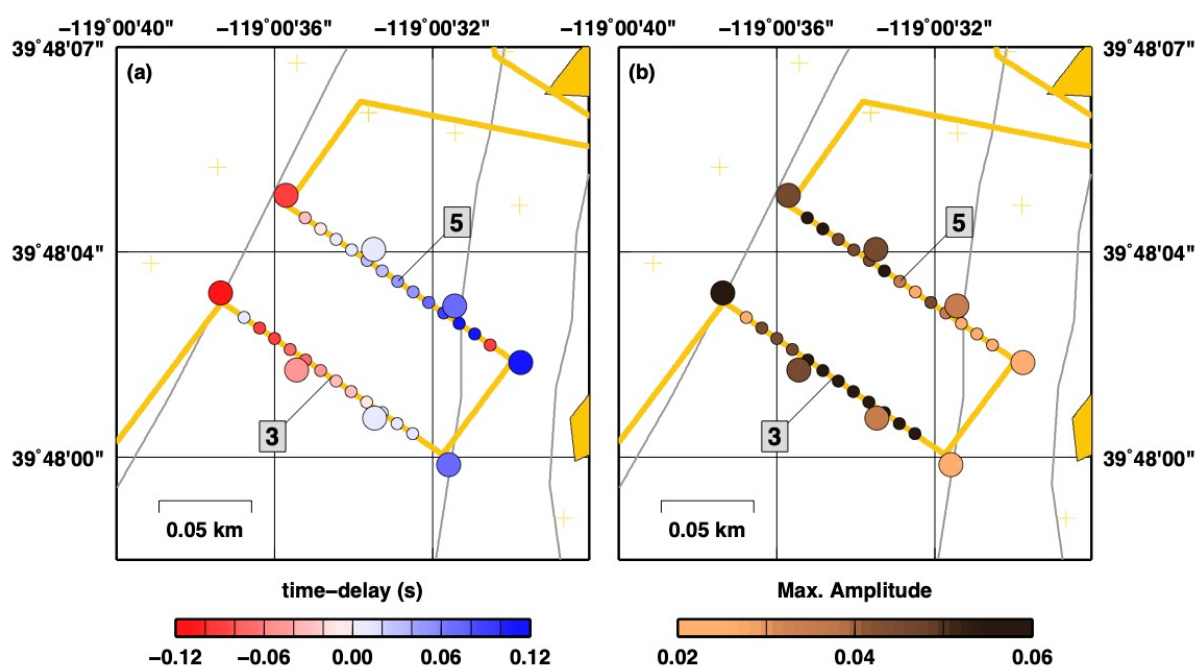 −119˚00'40" −119˚00'36" −119˚00'32" −119˚00'40" −119˚00'36" −119˚00'32"
39˚48'07" 39˚48'07"
(a) (b)
5 5
39˚48'04" 39˚48'04"
3 3
39˚48'00" 39˚48'00"
0.05 km 0.05 km
time−delay (s) Max. Amplitude
−0.12 −0.06 0.00 0.06 0.12 0.02 0.04 0.06